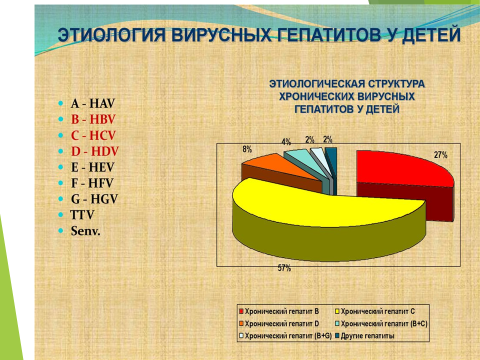 ЭТИОЛОГИЯ ВИРУСНЫХ ГЕПАТИТОВ У ДЕТЕЙ
A - HAV
B - HBV
C - HCV
D - HDV
E - HEV
F - HFV
G - HGV
TTV
Senv.
ЭТИОЛОГИЧЕСКАЯ СТРУКТУРА
ХРОНИЧЕСКИХ ВИРУСНЫХ
ГЕПАТИТОВ У ДЕТЕЙ
8%
4%
2%
2%
27%
57%
Хронический гепатит B
Хронический гепатит C
Хронический гепатит D
Хронический гепатит (B+C)
Хронический гепатит (B+G)
Другие гепатиты